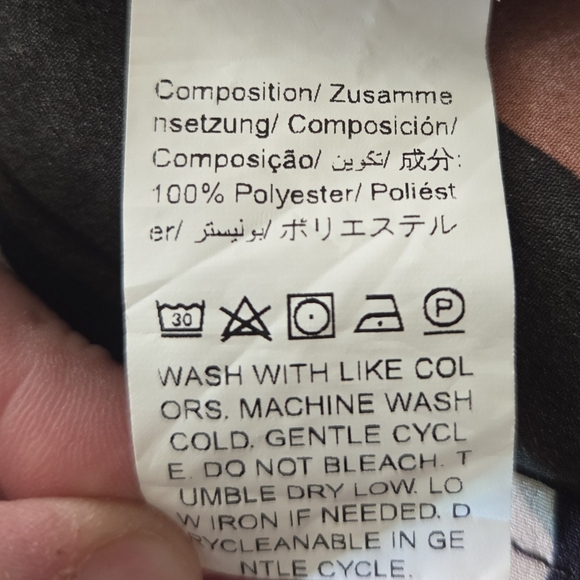 Composition/ Zusamme
nsetzung/ Composición/
Composição/ تكوين/ 成分:
100% Polyester/ Poliést
er/ بونيستر/ ポリエステル
30 P
WASH WITH LIKE COL
ORS. MACHINE WASH
COLD. GENTLE CYCL
E. DO NOT BLEACH. T
UMBLE DRY LOW. LO
W IRON IF NEEDED. D
RYCLEANABLE IN GE
NTLE CYCLE.